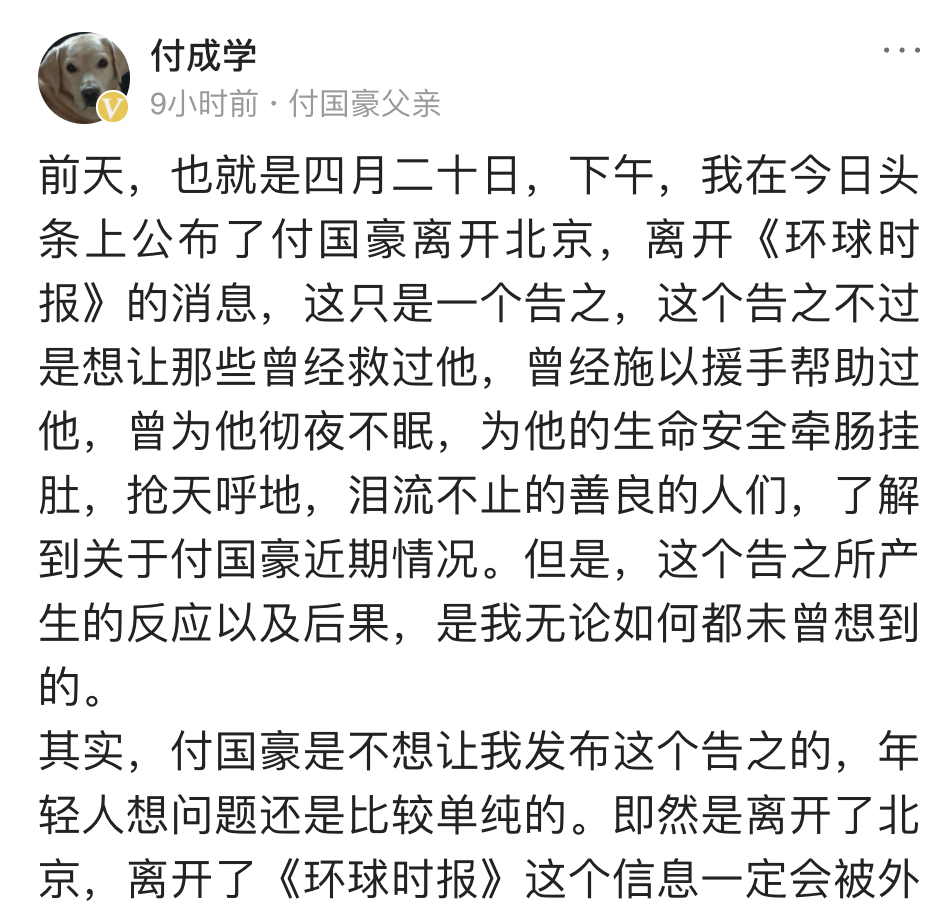 付成学
9小时前 · 付国豪父亲
前天，也就是四月二十日，下午，我在今日头
条上公布了付国豪离开北京，离开《环球时
报》的消息，这只是一个告之，这个告之不过
是想让那些曾经救过他，曾经施以援手帮助过
他，曾为他彻夜不眠，为他的生命安全牵肠挂
肚，抢天呼地，泪流不止的善良的人们，了解
到关于付国豪近期情况。但是，这个告之所产
生的反应以及后果，是我无论如何都未曾想到
的。
其实，付国豪是不想让我发布这个告之的，年
轻人想问题还是比较单纯的。即然是离开了北
京，离开了《环球时报》这个信息一定会被外